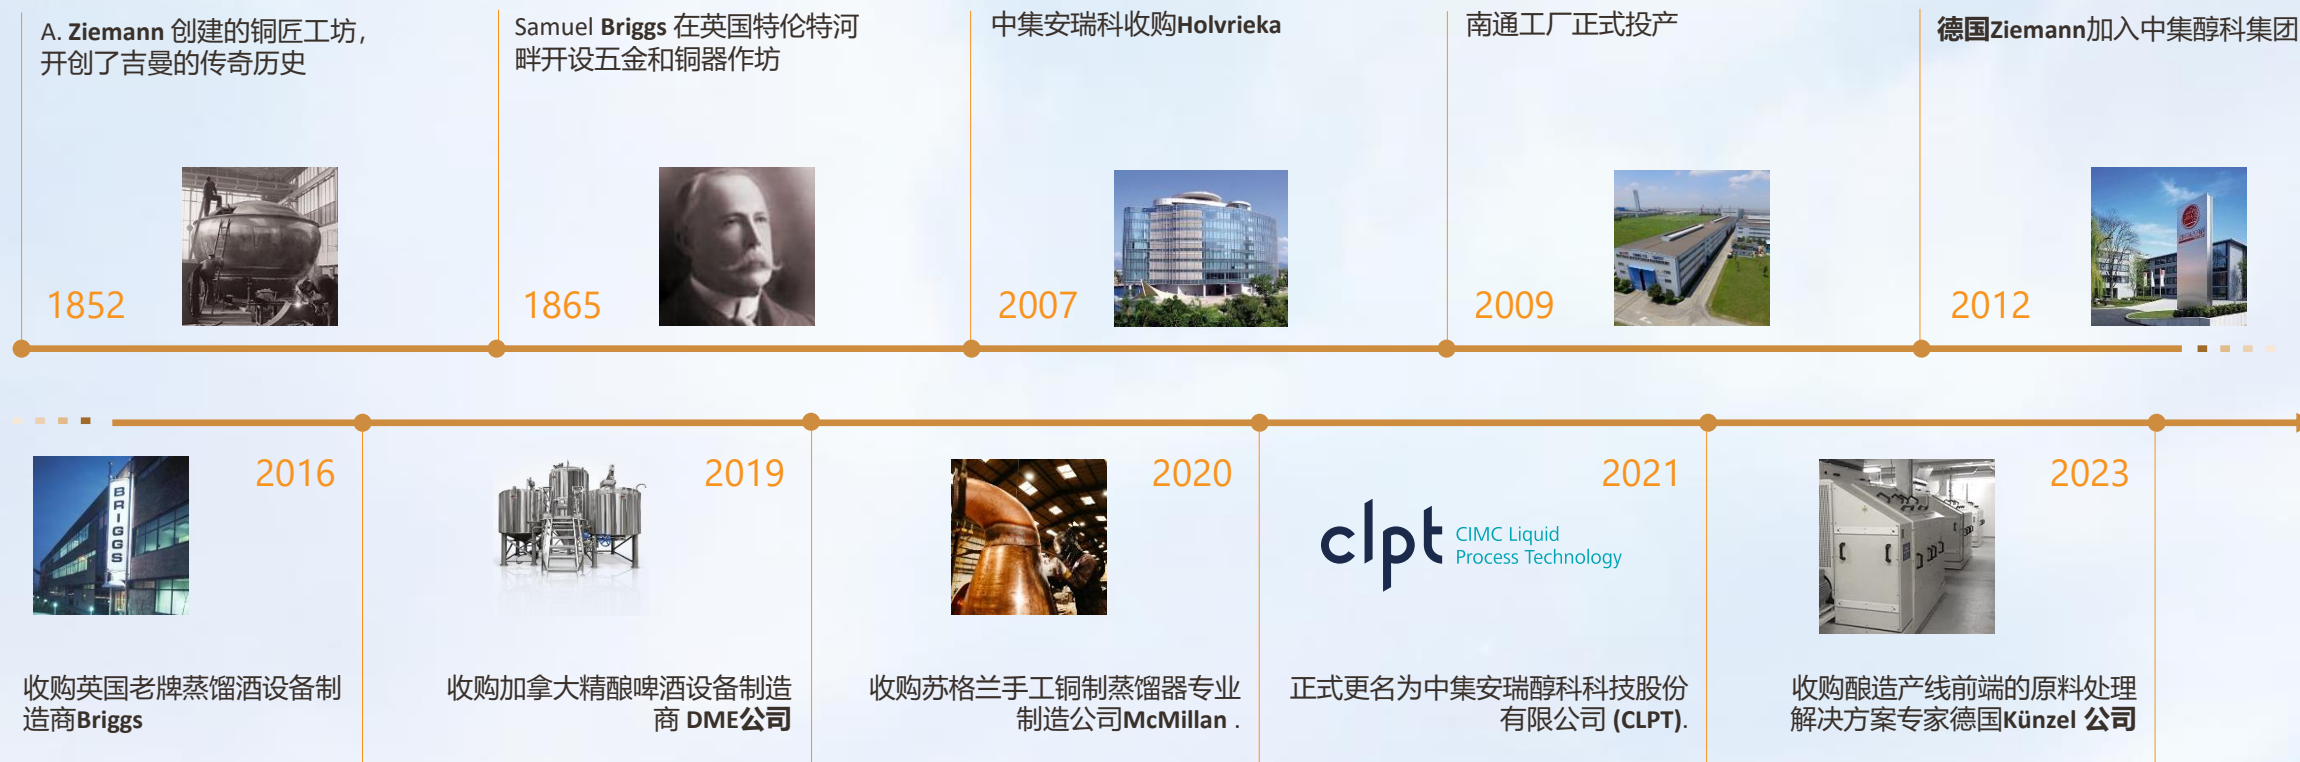 A. Ziemann 创建的铜匠工坊，
开创了吉曼的传奇历史
1852
Samuel Briggs 在英国特伦特河
畔开设五金和铜器作坊
1865
中集安瑞科收购Holvrieka
2007
南通工厂正式投产
2009
德国Ziemann加入中集醇科集团
2012
2016
BRIGGS
收购英国老牌蒸馏酒设备制
造商Briggs
2019
收购加拿大精酿啤酒设备制造
商 DME公司
2020
收购苏格兰手工铜制蒸馏器专业
制造公司McMillan .
2021
clpt
CIMC Liquid
Process Technology
正式更名为中集安瑞醇科科技股份
有限公司 (CLPT).
2023
收购酿造产线前端的原料处理
解决方案专家德国Künzel 公司